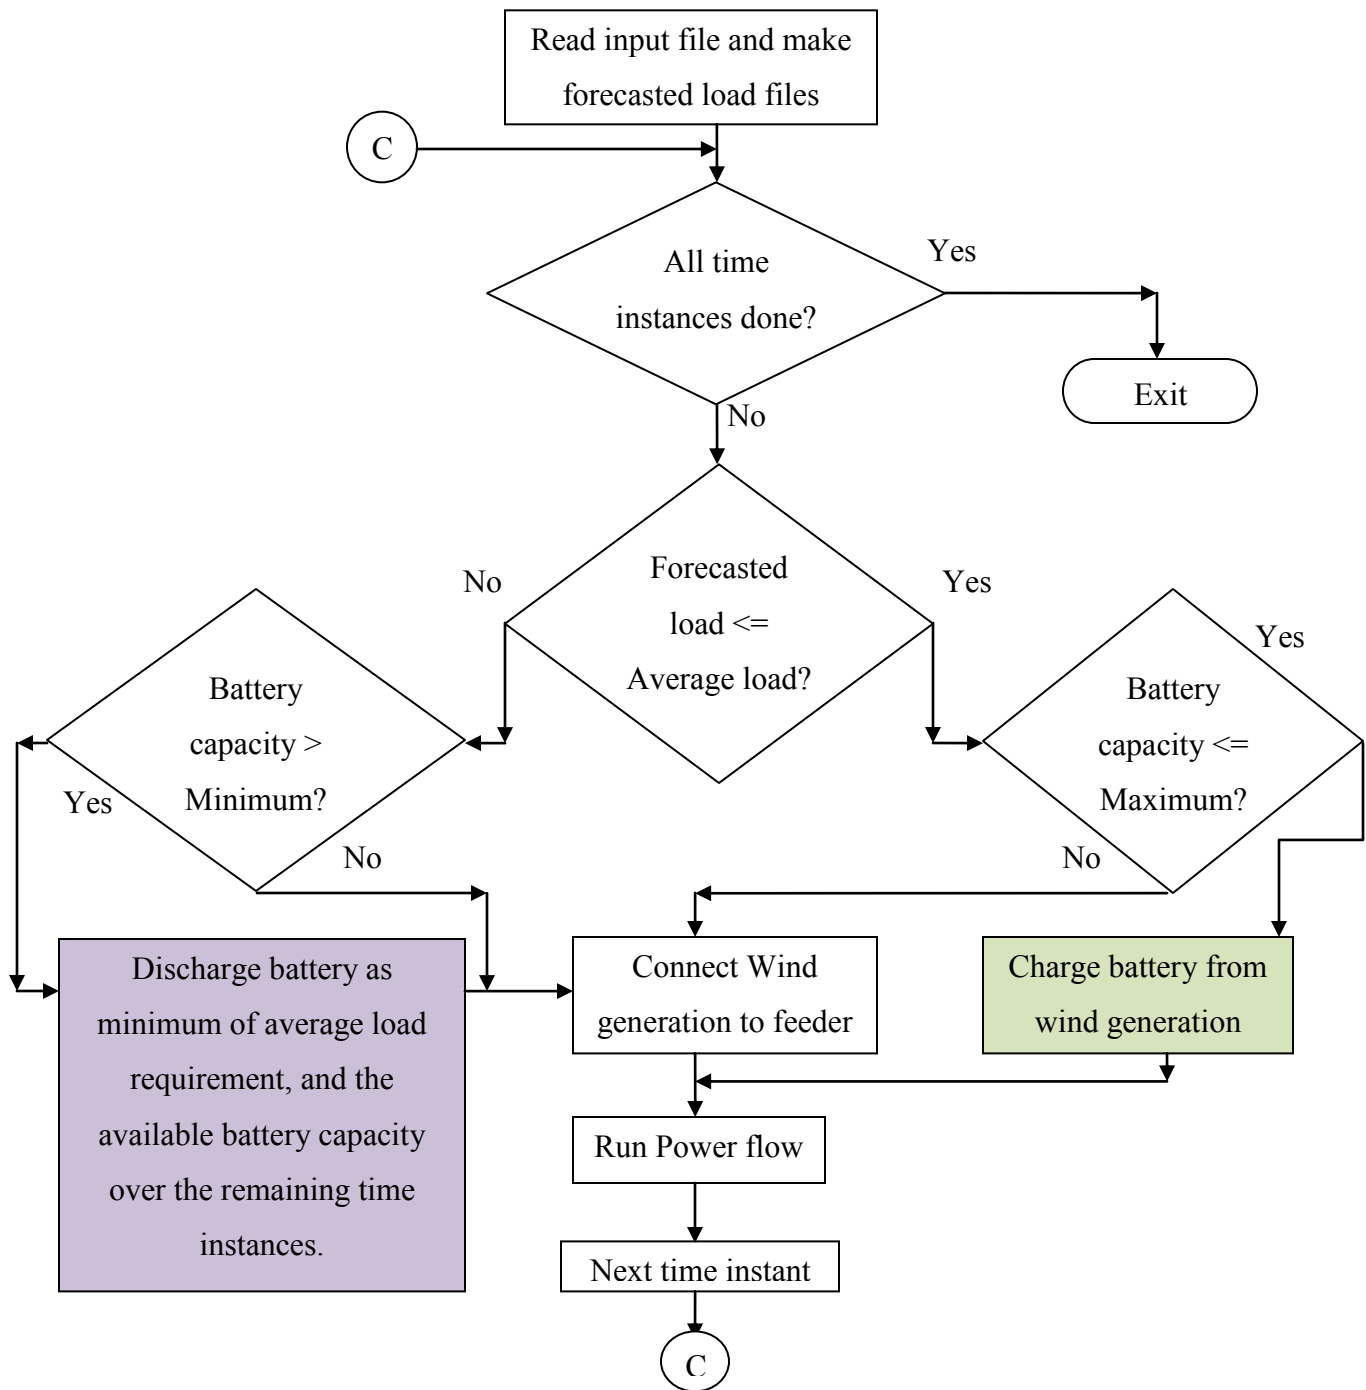 Read input file and make
forecasted load files
C
All time
instances done?
Yes
Exit
No
Forecasted
load <=
Average load?
No
Yes
Battery
capacity >
Minimum?
Yes
No
Battery
capacity <=
Maximum?
Yes
No
Discharge battery as
minimum of average load
requirement, and the
available battery capacity
over the remaining time
instances.
Connect Wind
generation to feeder
Charge battery from
wind generation
Run Power flow
Next time instant
C